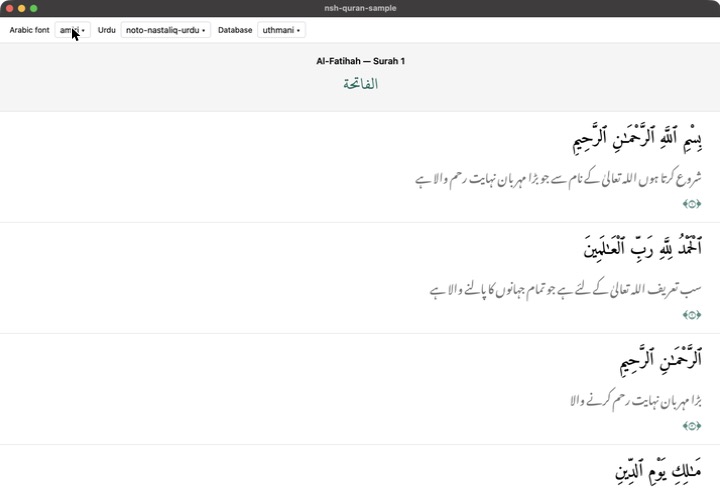 nsh-quran-sample
Arabic font amiri Urdu noto-nastaliq-urdu Database uthmani
Al-Fatihah — Surah 1
الفاتحة
بِسْمِ ٱللَّهِ ٱلرَّحْمَـٰنِ ٱلرَّحِيمِ
شروع کرتا ہوں اللہ تعالیٰ کے نام سے جو بڑا مہربان نہایت رحم والا ہے
ٱلْحَمْدُ لِلَّهِ رَبِّ ٱلْعَـٰلَمِينَ
سب تعریف اللہ تعالیٰ کے لئے ہے جو تمام جہانوں کا پالنے والا ہے
ٱلرَّحْمَـٰنِ ٱلرَّحِيمِ
بڑا مہربان نہایت رحم کرنے والا
مَـٰلِكِ يَوْمِ ٱلدِّينِ